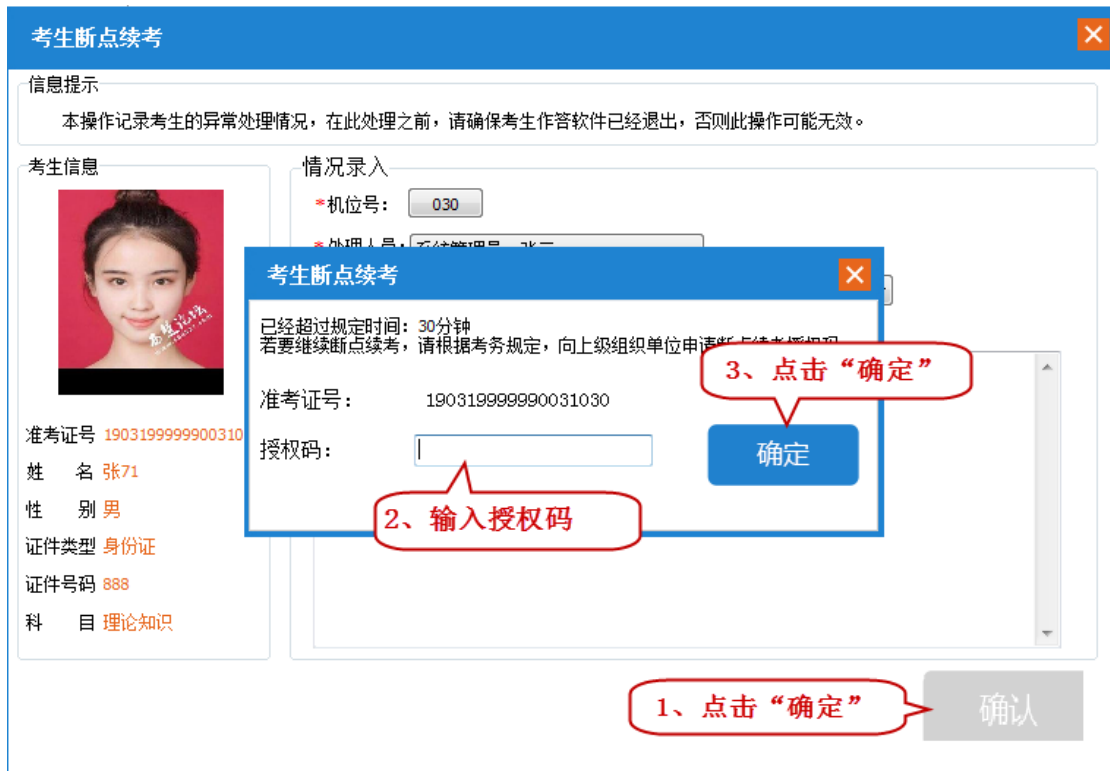 考生断点续考
信息提示
本操作记录考生的异常处理情况，在此处理之前，请确保考生作答软件已经退出，否则此操作可能无效。
考生信息
情况录入
*机位号： 030
考生断点续考
已经超过规定时间：30分钟
若要继续断点续考，请根据考务规定，向上级组织单位申请
3、点击“确定”
准考证号： 190319999990031030
授权码：
确定
2、输入授权码
准考证号 1903199999900310
姓 名 张71
性 别 男
证件类型 身份证
证件号码 888
科 目 理论知识
1、点击“确定”
确认